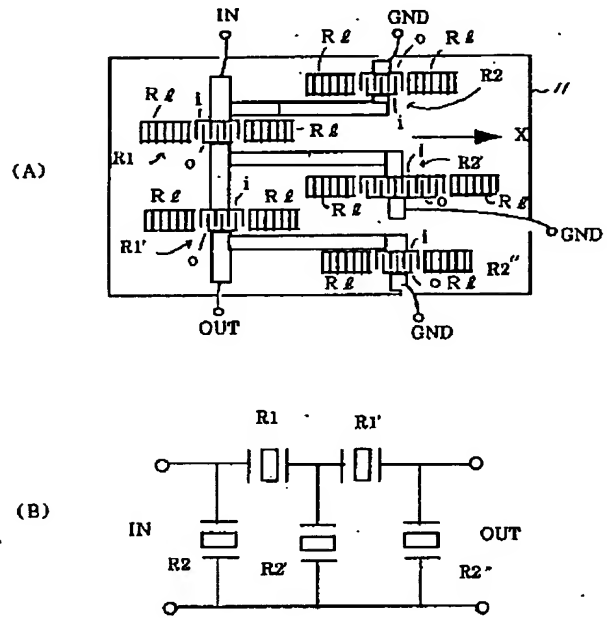 IN
GND
Rℓ
o
Rℓ
R2
11
Rℓ
i
i
X
Rℓ
(A)
R1
o
i
R2'
Rℓ
i
Rℓ
Rℓ
o
Rℓ
R1'
o
i
GND
Rℓ
o
Rℓ
R2"
OUT
GND
R1
R1'
(B)
IN
OUT
R2
R2'
R2"